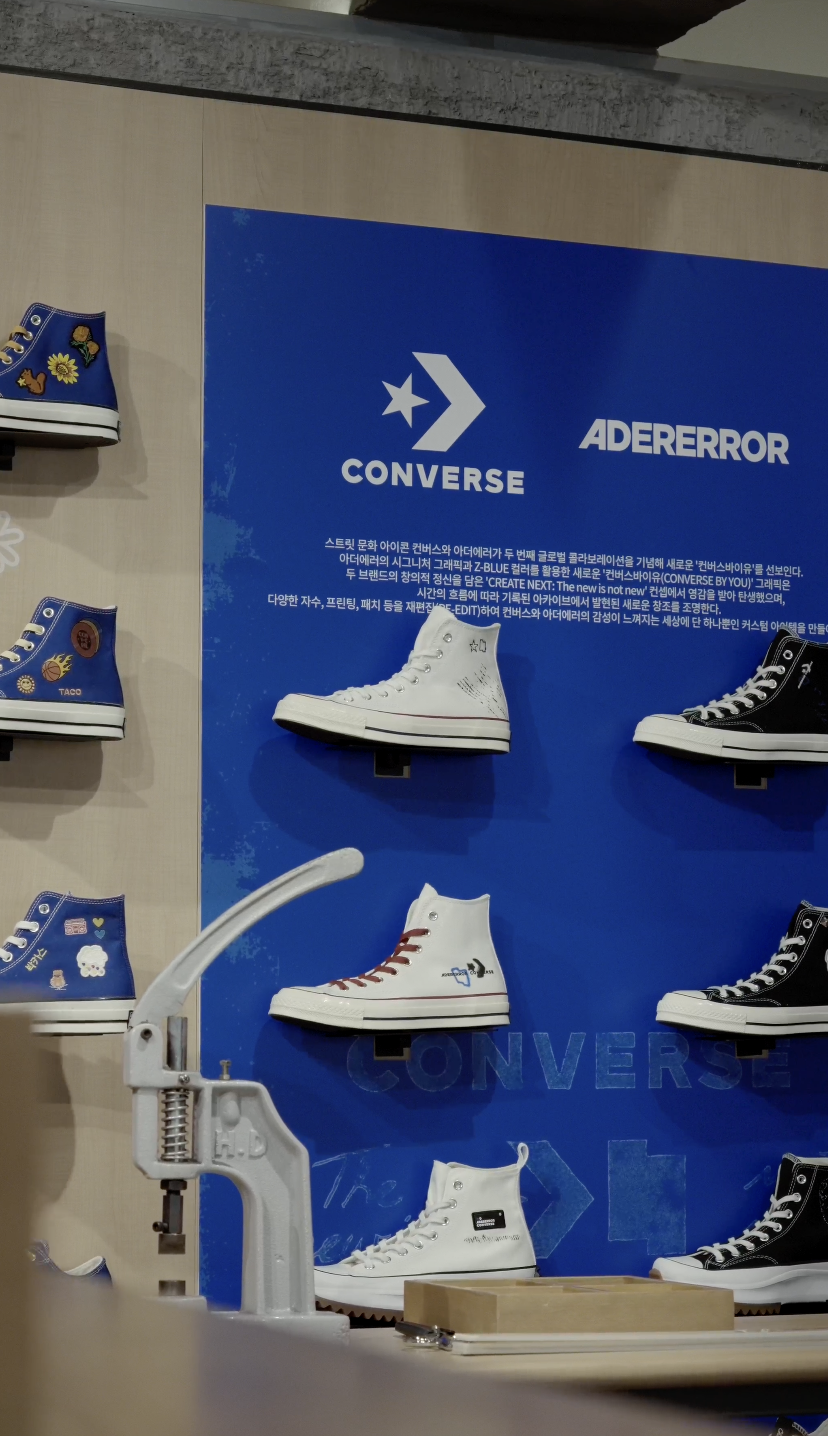 CONVERSE
ADERERROR
스트릿 문화 아이콘 컨버스와 아더에러가 두 번째 글로벌 콜라보레이션을 기념해 새로운 '컨버스바이유'를 선보인다.
아더에러의 시그니처 그래픽과 Z-BLUE 컬러를 활용한 새로운 '컨버스바이유(CONVERSE BY YOU)' 그래픽은
두 브랜드의 창의적 정신을 담은 'CREATE NEXT: The new is not new' 컨셉에서 영감을 받아 탄생했으며,
시간의 흐름에 따라 기록된 아카이브에서 발현된 새로운 창조를 조명한다.
다양한 자수, 프린팅, 패치 등을 재편집(RE-EDIT)하여 컨버스와 아더에러의 감성이 느껴지는 세상에 단 하나뿐인 커스텀 아이템을
TACO
박카스
ADERERROR CONVERSE
CONVERSE
H.D
The
ADERERROR
CONVERSE